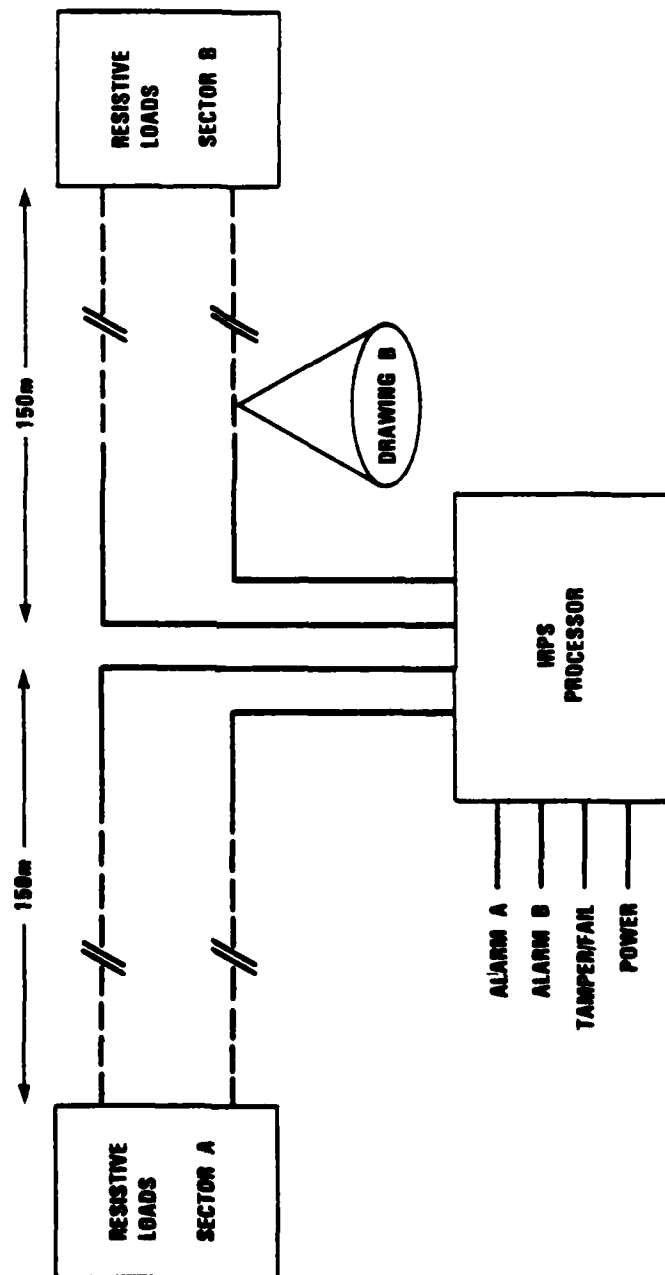 150m
150m
RESISTIVE
LOADS
SECTOR A
RESISTIVE
LOADS
SECTOR B
DRAWING B
IRPS
PROCESSOR
ALARM A
ALARM B
TAMPER/FAIL
POWER